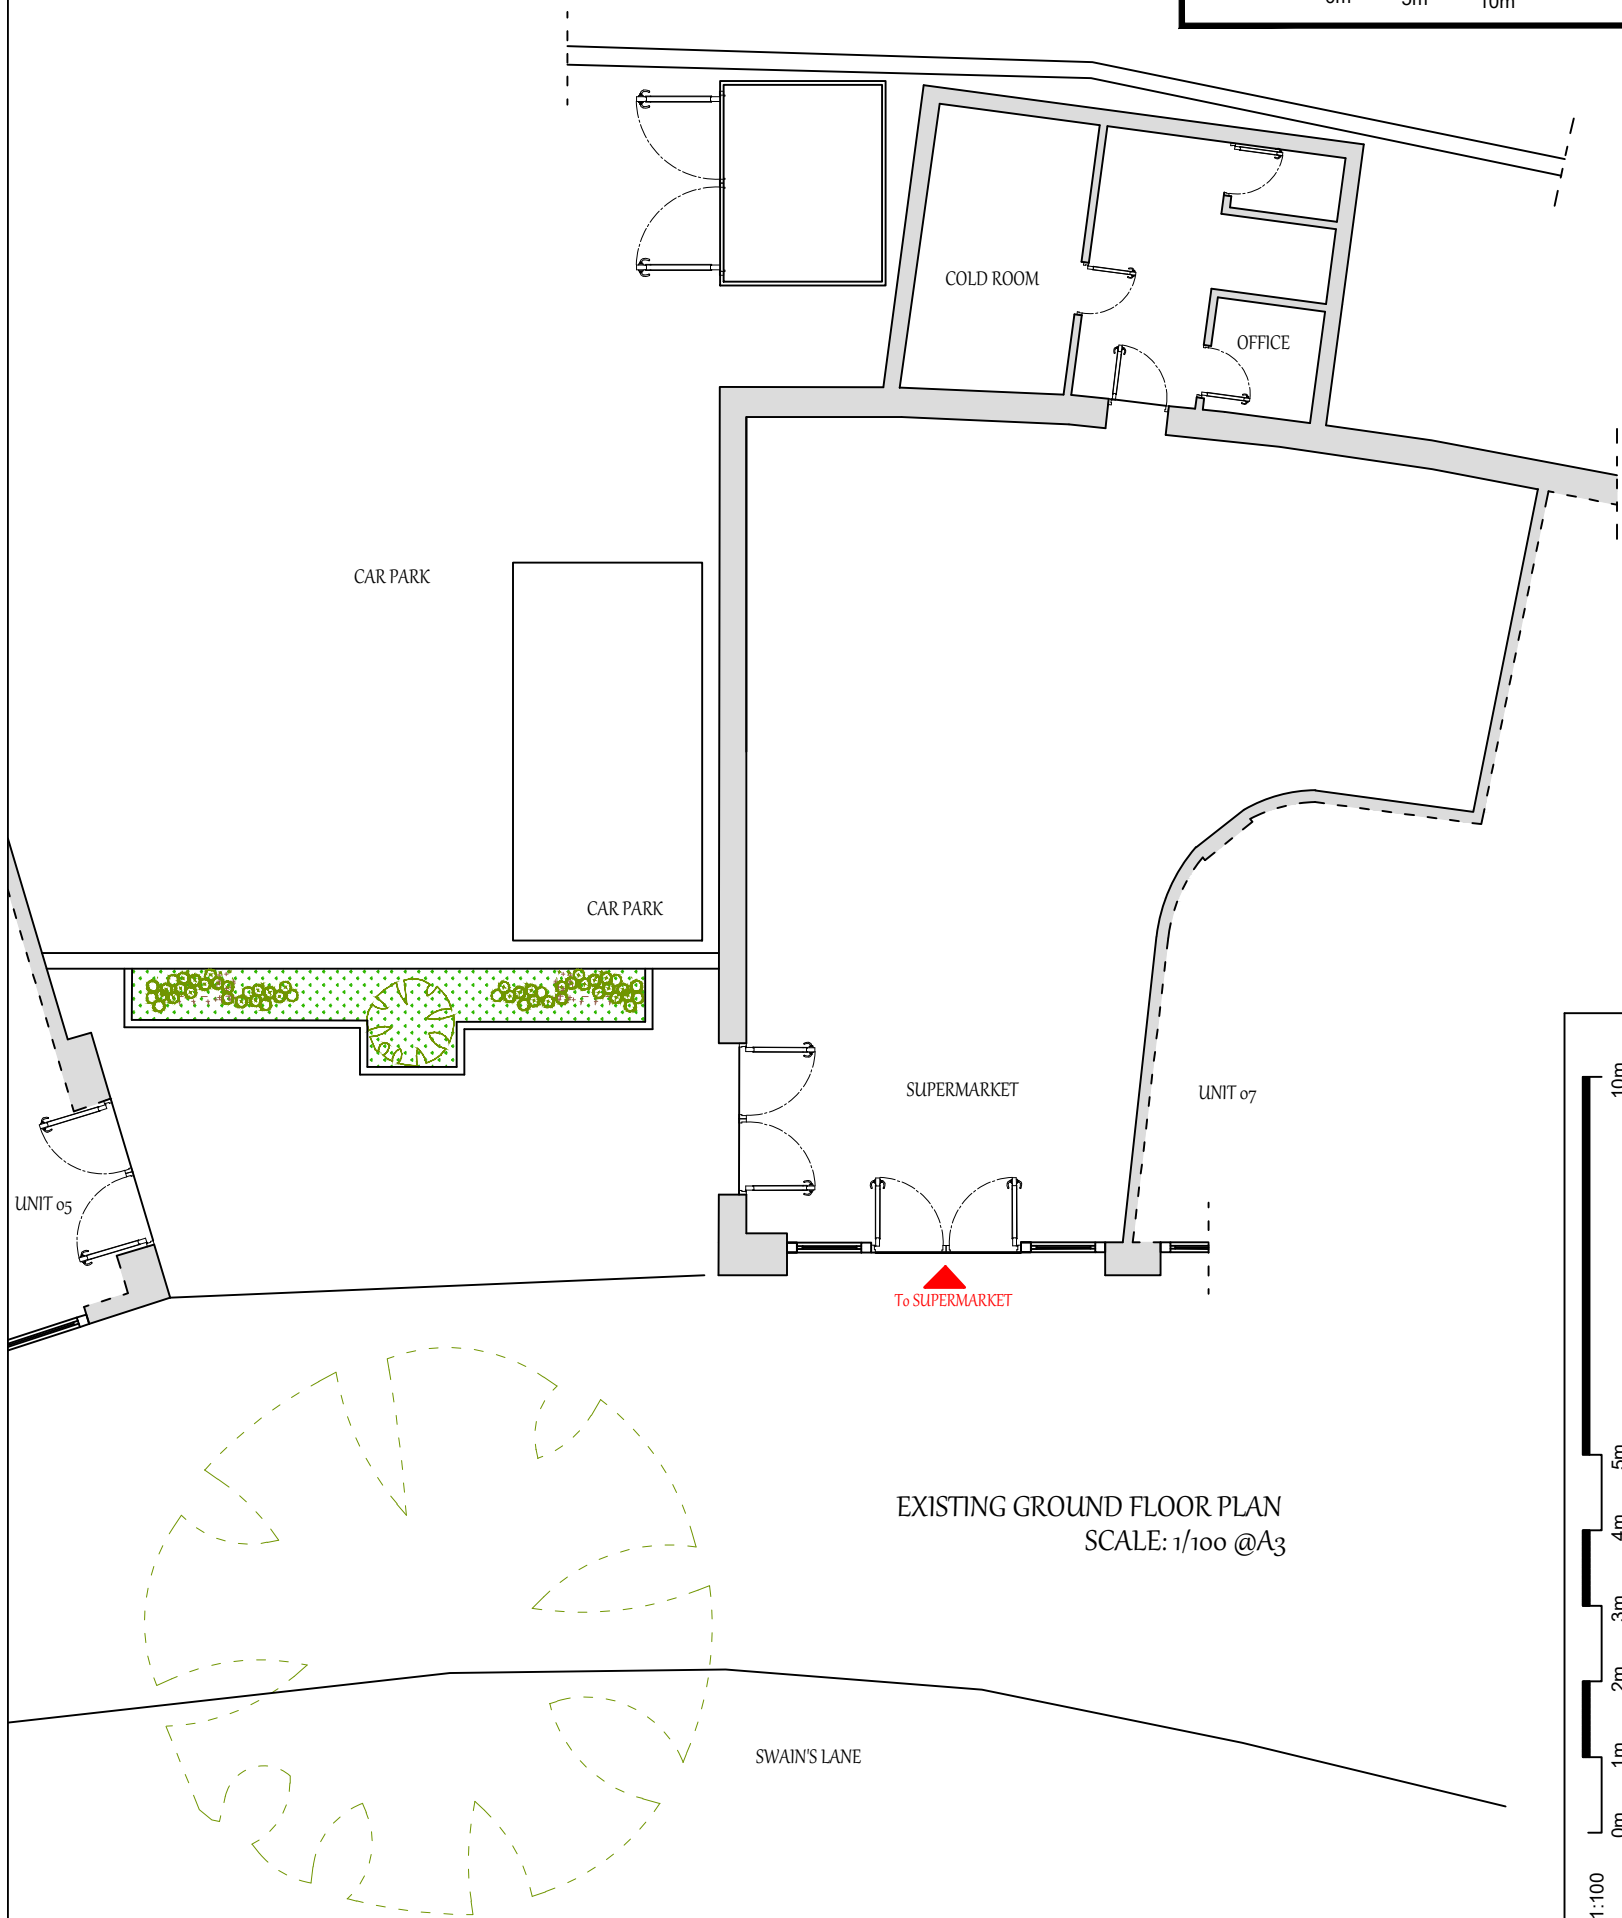 10m
COLD ROOM
OFFICE
CAR PARK
CAR PARK
SUPERMARKET
UNIT 07
UNIT 05
To SUPERMARKET
EXISTING GROUND FLOOR PLAN
SCALE: 1/100 @A3
SWAIN'S LANE
10m
5m
4m
3m
2m
1m
0m
1:100